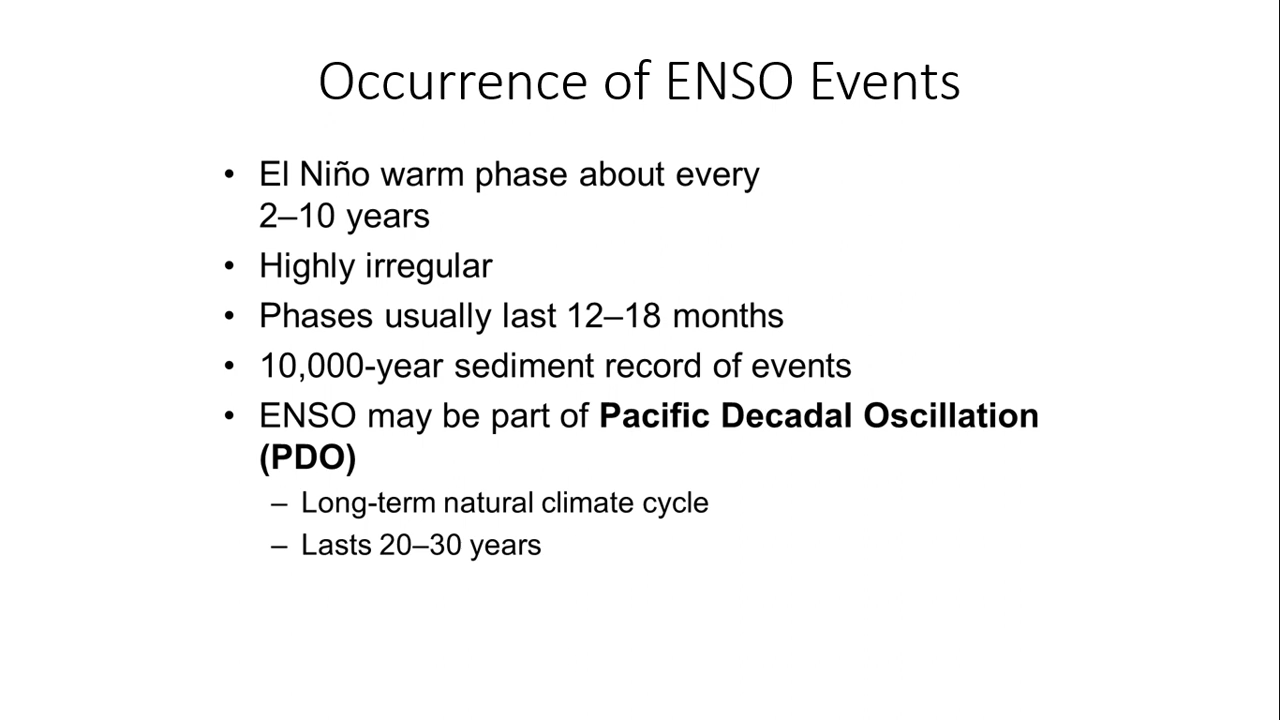 Occurrence of ENSO Events
• El Niño warm phase about every
2–10 years
• Highly irregular
• Phases usually last 12–18 months
• 10,000-year sediment record of events
• ENSO may be part of Pacific Decadal Oscillation
(PDO)
– Long-term natural climate cycle
– Lasts 20–30 years